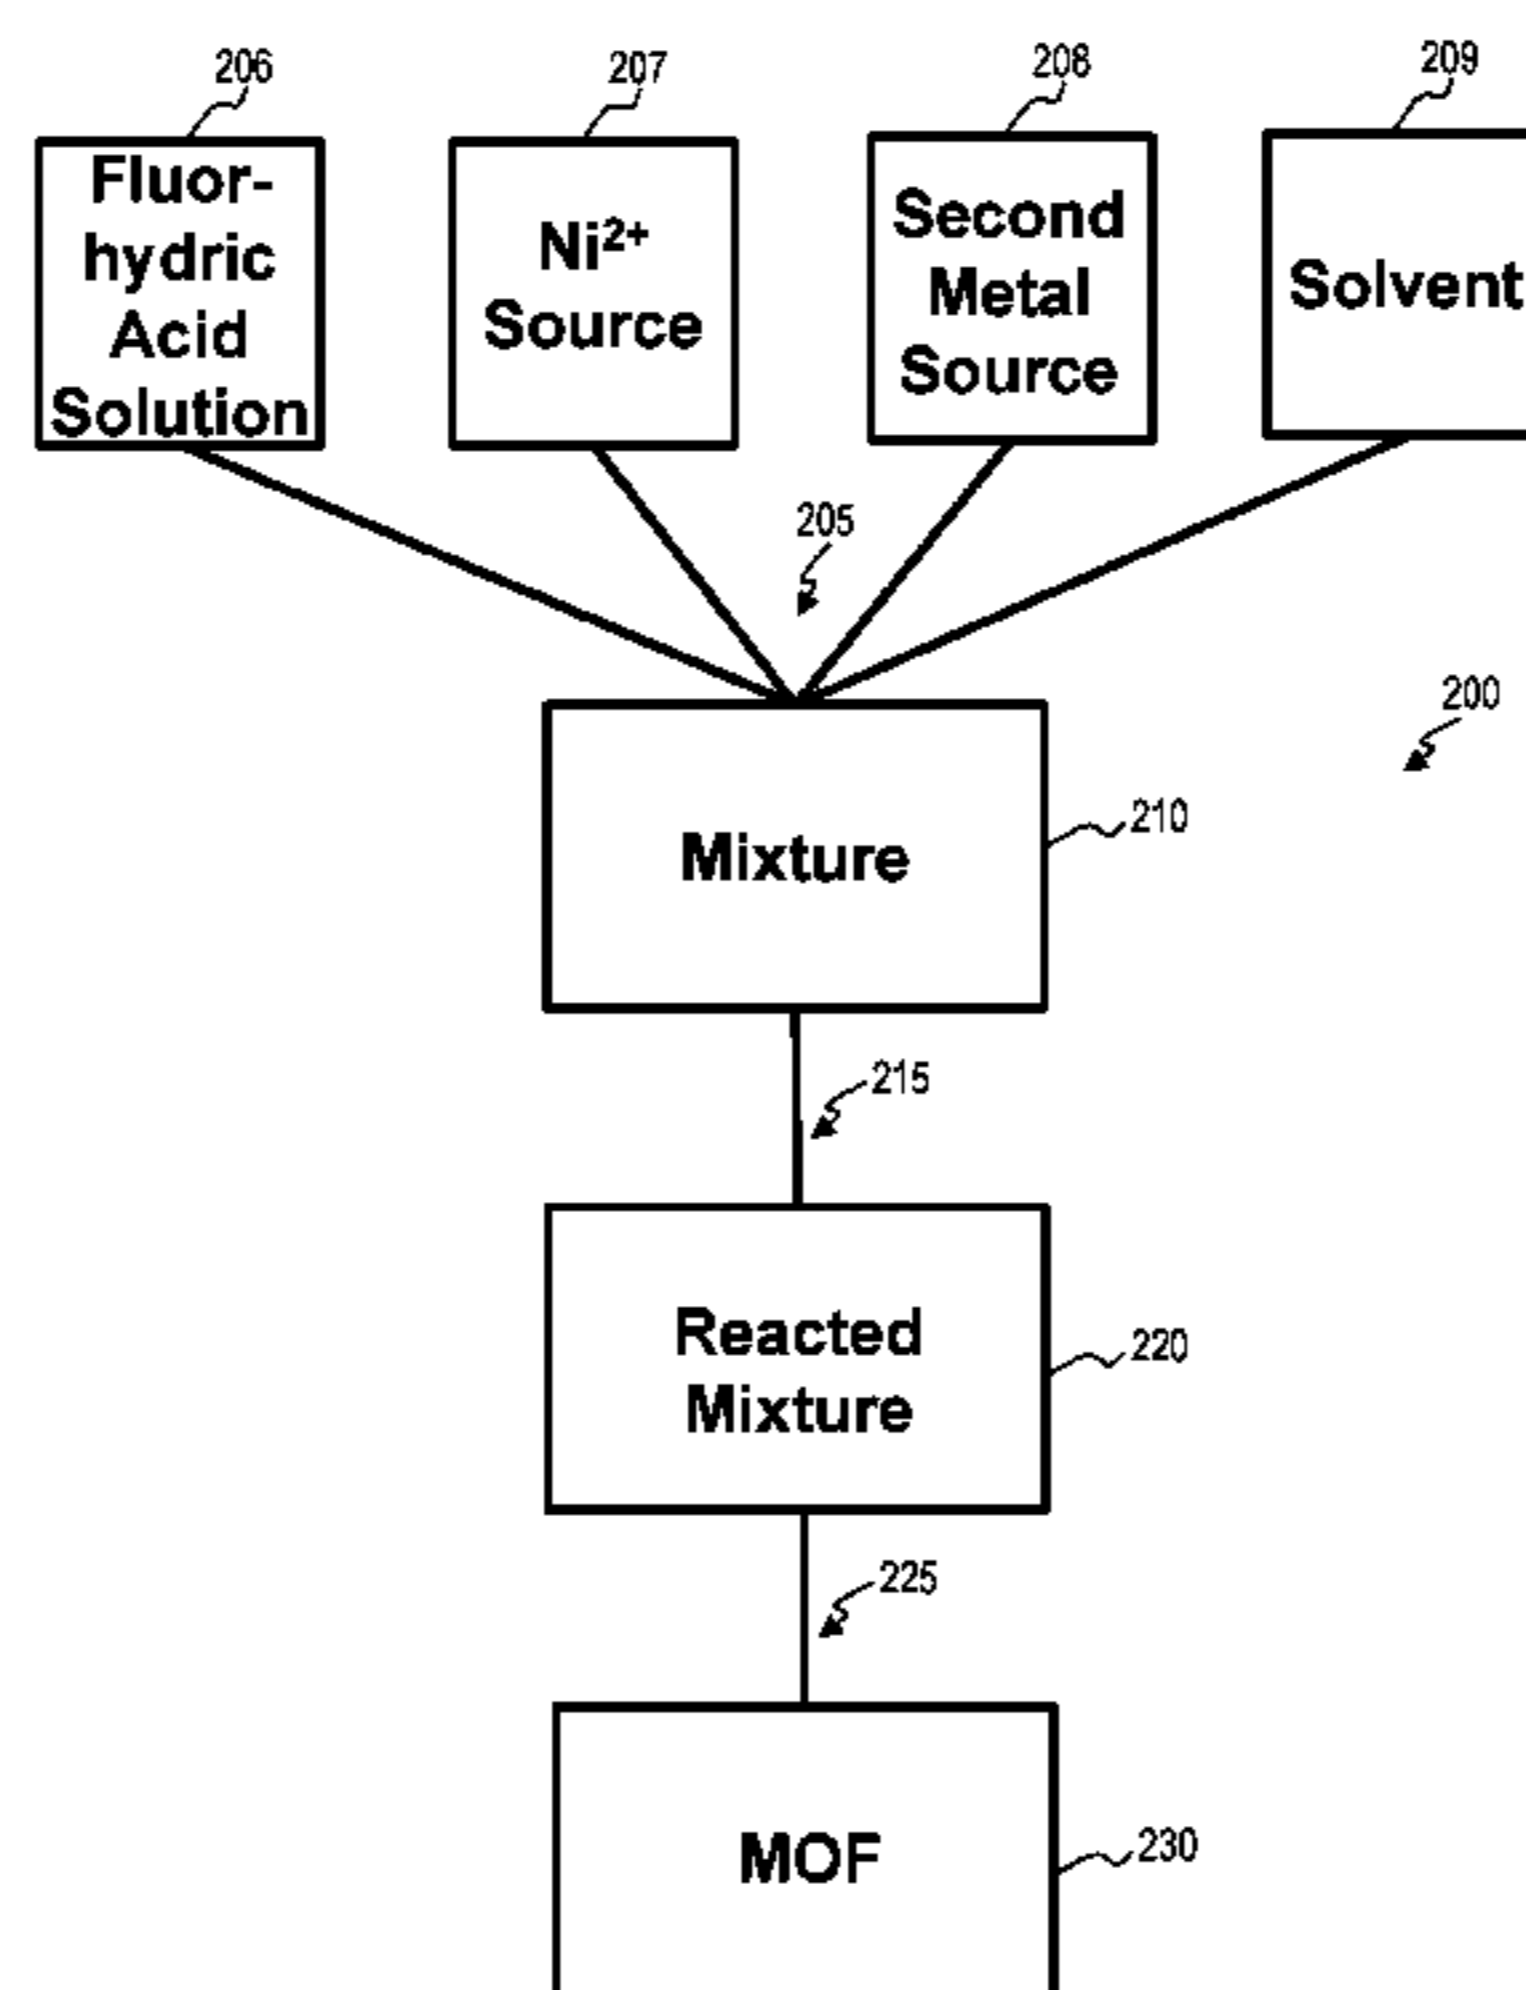 206
207
208
209
Fluor-
hydric
Acid
Solution
Ni²⁺
Source
Second
Metal
Source
Solvent
205
200
Mixture
210
215
Reacted
Mixture
220
225
MOF
230